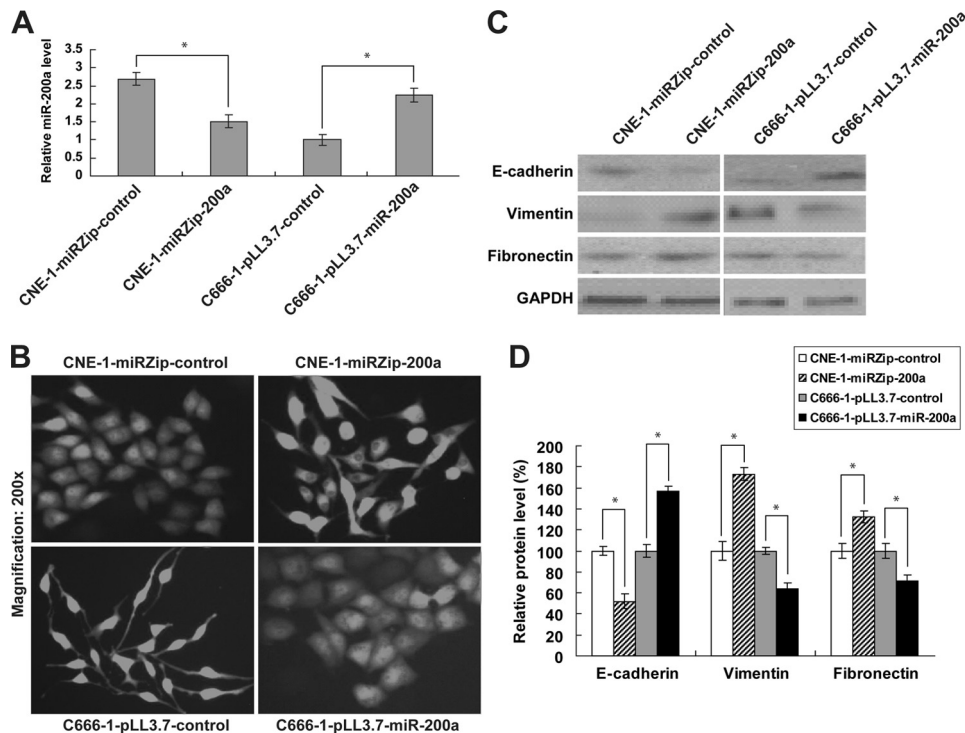 A
Relative miR-200a level
3.5
3
2.5
2
1.5
1
0.5
0
*
*
CNE-1-miRZip-control
CNE-1-miRZip-200a
C666-1-pLL3.7-control
C666-1-pLL3.7-miR-200a
B
CNE-1-miRZip-control
CNE-1-miRZip-200a
Magnification: 200x
C666-1-pLL3.7-control
C666-1-pLL3.7-miR-200a
C
CNE-1-miRZip-control
CNE-1-miRZip-200a
C666-1-pLL3.7-control
C666-1-pLL3.7-miR-200a
E-cadherin
Vimentin
Fibronectin
GAPDH
D
CNE-1-miRZip-control
CNE-1-miRZip-200a
C666-1-pLL3.7-control
C666-1-pLL3.7-miR-200a
Relative protein level (%)
200
180
160
140
120
100
80
60
40
20
0
*
*
*
*
*
*
E-cadherin
Vimentin
Fibronectin